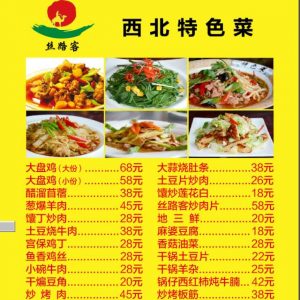 丝路客
西北特色菜
大盘鸡（大份）............68元
大盘鸡（小份）............58元
醋溜苜蓿..................38元
葱爆羊肉..................45元
馕丁炒肉..................28元
土豆烧牛肉..............38元
宫保鸡丁..................28元
鱼香鸡丝..................28元
小碗牛肉..................28元
干煸豆角..................20元
炒烤肉......................45元
大蒜烧肚条..............38元
土豆片炒肉..............26元
馕炒莲花白..............18元
丝路客炒肉片..........58元
地三鲜......................20元
麻婆豆腐..................18元
香菇油菜..................28元
干锅土豆片..............22元
干锅羊杂..................25元
锅仔西红柿炖牛腩...42元
炒烤板筋..................38元